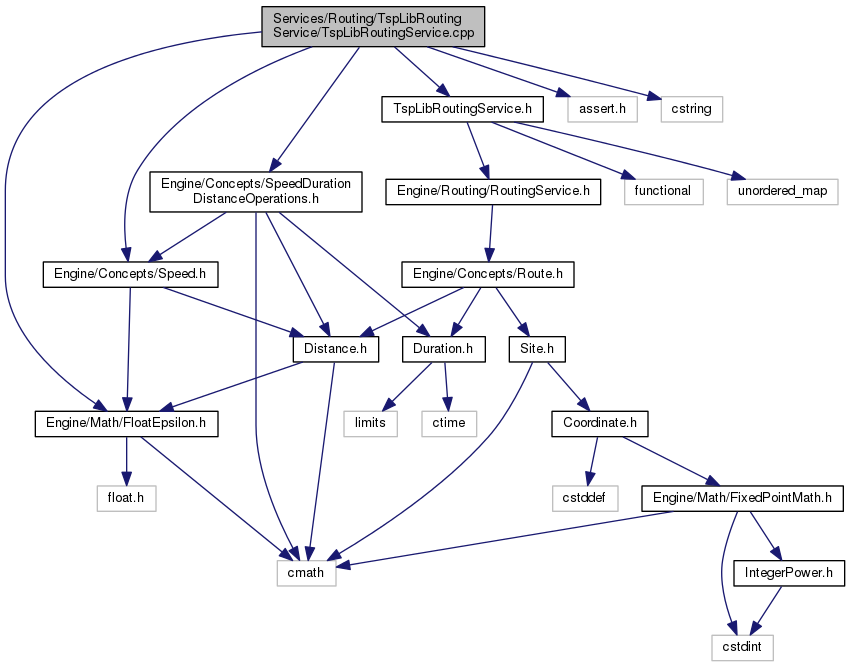 Services/Routing/TspLibRouting
Service/TspLibRoutingService.cpp
TspLibRoutingService.h
assert.h
cstring
Engine/Concepts/SpeedDuration
DistanceOperations.h
Engine/Routing/RoutingService.h
functional
unordered_map
Engine/Concepts/Speed.h
Engine/Concepts/Route.h
Distance.h
Duration.h
Site.h
Engine/Math/FloatEpsilon.h
limits
ctime
Coordinate.h
float.h
cstddef
Engine/Math/FixedPointMath.h
cmath
IntegerPower.h
cstdint